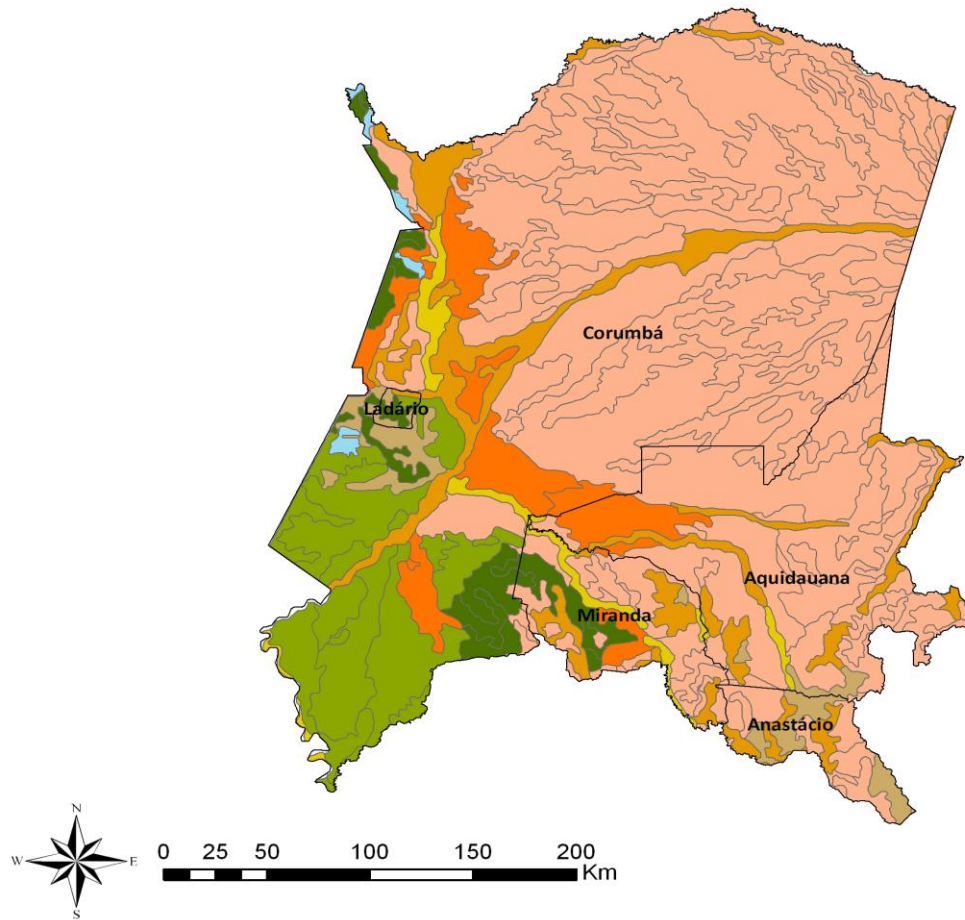 Corumbá
Ladário
Aquidauana
Miranda
Anastácio
N
W E
S
0 25 50 100 150 200
Km